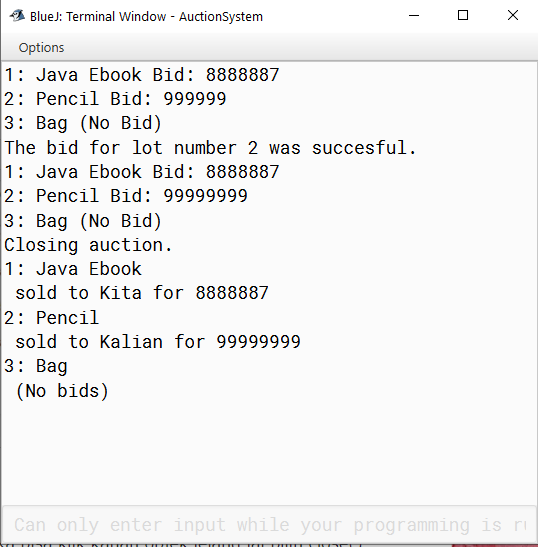 BlueJ: Terminal Window - AuctionSystem
Options
1: Java Ebook Bid: 8888887
2: Pencil Bid: 999999
3: Bag (No Bid)
The bid for lot number 2 was succesful.
1: Java Ebook Bid: 8888887
2: Pencil Bid: 99999999
3: Bag (No Bid)
Closing auction.
1: Java Ebook
sold to Kita for 8888887
2: Pencil
sold to Kalian for 99999999
3: Bag
(No bids)
Can only enter input while your programming is ru